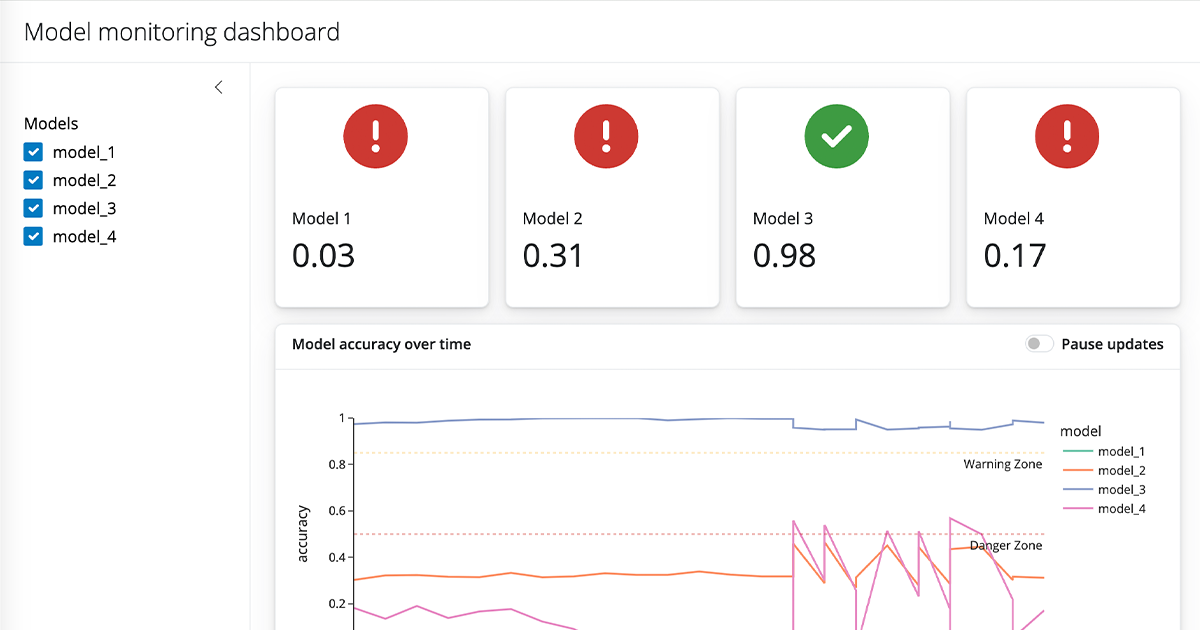 Model monitoring dashboard
Models
model_1
model_2
model_3
model_4
Model 1
0.03
Model 2
0.31
Model 3
0.98
Model 4
0.17
Model accuracy over time
Pause updates
1
0.8
0.6
0.4
0.2
accuracy
Warning Zone
Danger Zone
model
model_1
model_2
model_3
model_4